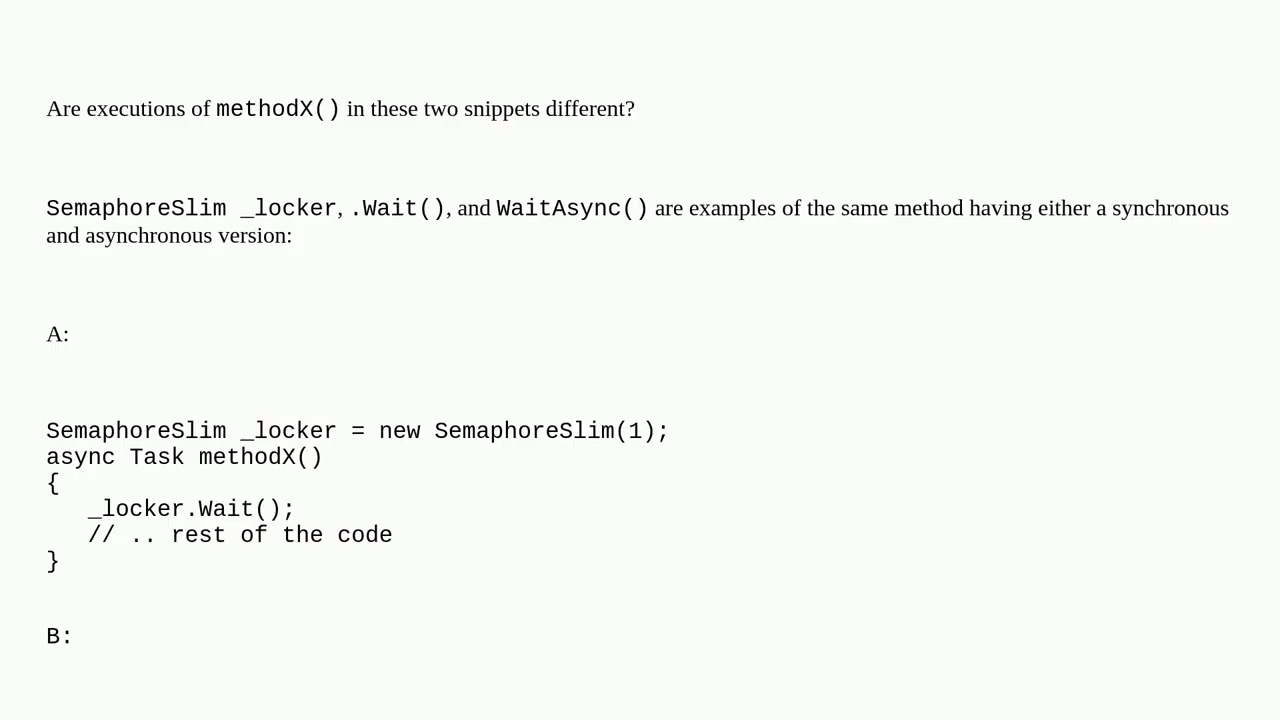 Are executions of methodX() in these two snippets different?
SemaphoreSlim _locker, .Wait(), and WaitAsync() are examples of the same method having either a synchronous
and asynchronous version:
A:
SemaphoreSlim _locker = new SemaphoreSlim(1);
async Task methodX()
{
   _locker.Wait();
   // .. rest of the code
}
B: